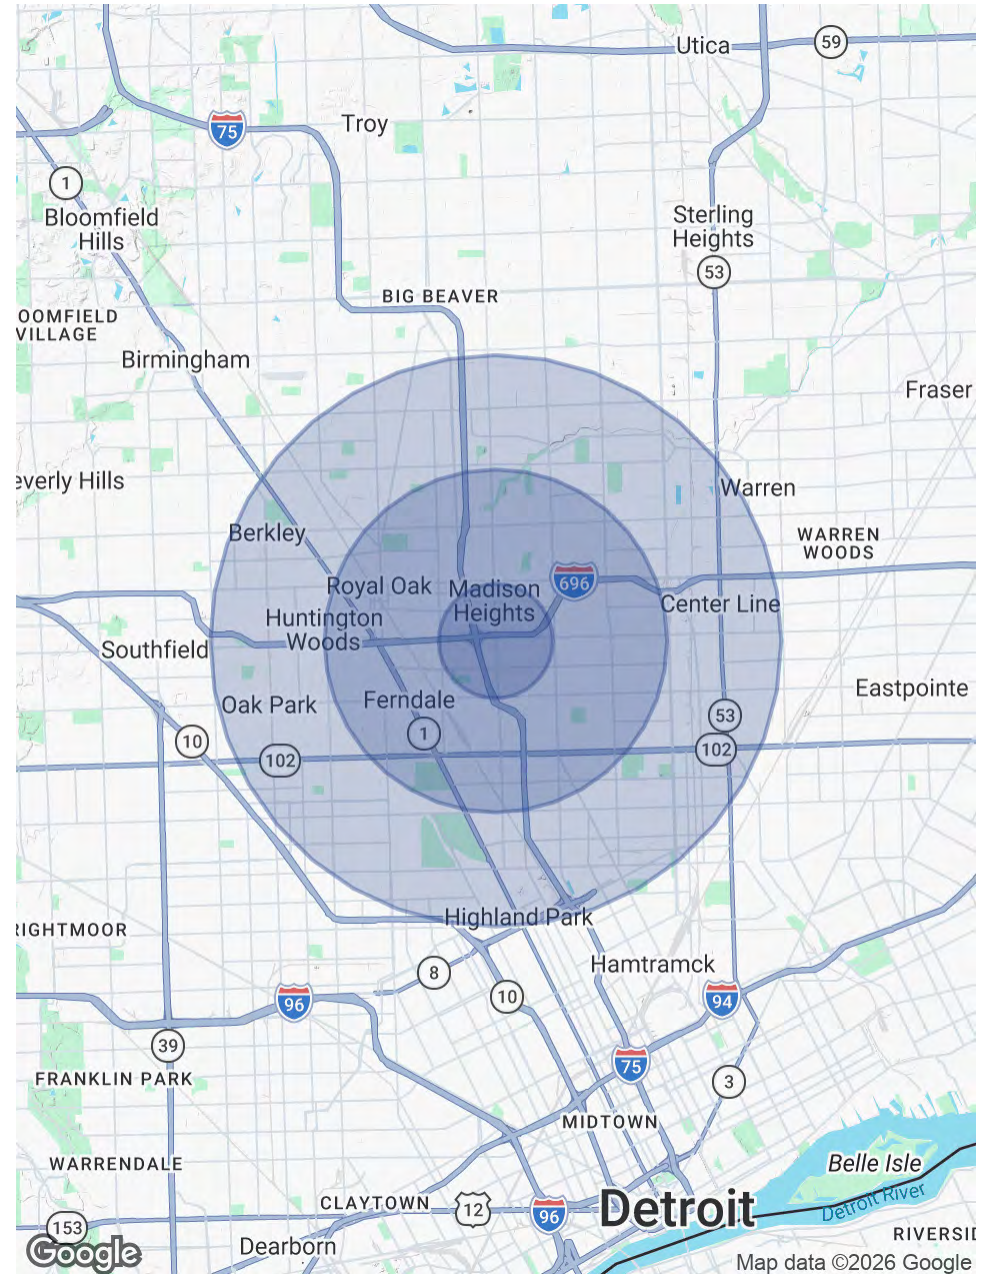 Utica
59
Troy
75
1
Bloomfield
Hills
Sterling
Heights
53
BIG BEAVER
OOMFIELD
VILLAGE
Birmingham
Fraser
everly Hills
Warren
Berkley
WARREN
WOODS
Royal Oak
Madison
Heights
696
Huntington
Woods
Center Line
Southfield
Eastpointe
Oak Park
Ferndale
53
10
1
102
102
Highland Park
RIGHTMOOR
Hamtramck
8
10
96
94
39
75
FRANKLIN PARK
3
MIDTOWN
WARRENDALE
Belle Isle
CLAYTOWN
12
96
Detroit
Detroit River
153
RIVERSID
Dearborn
Google
Map data ©2026 Google